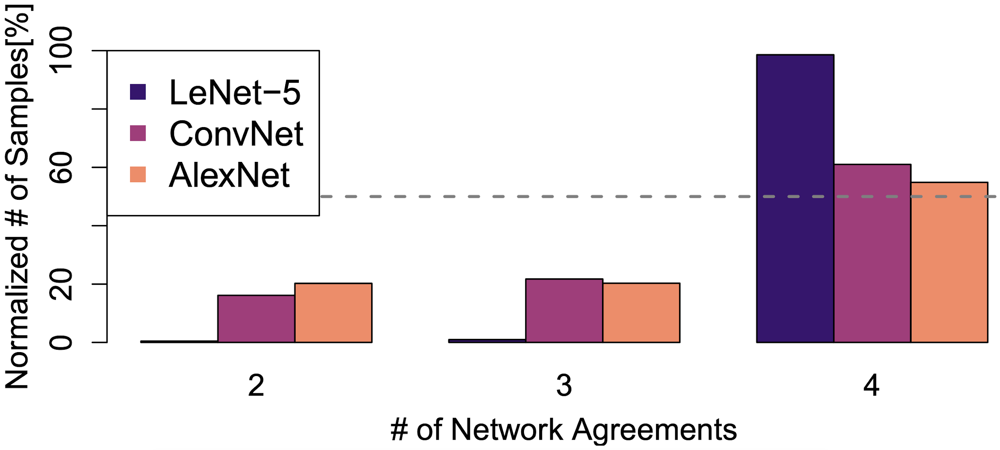 Normalized # of Samples[%]
100
60
20
0
LeNet−5
ConvNet
AlexNet
2 3 4
# of Network Agreements